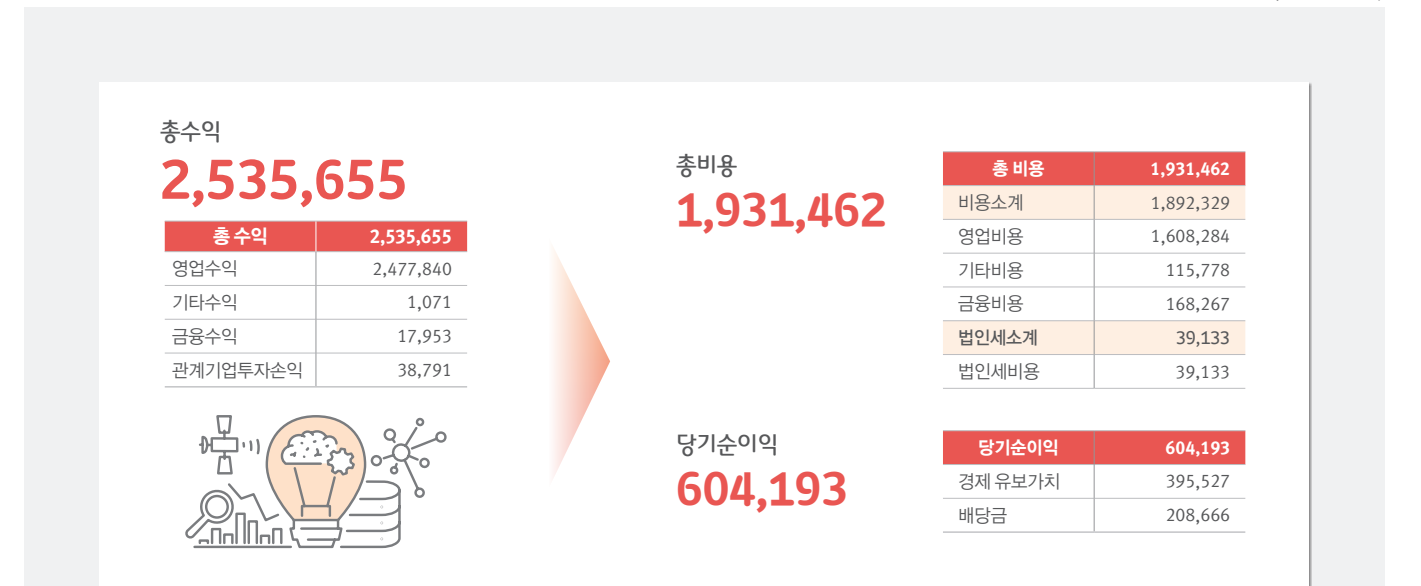 총수익
2,535,655
총 수익 2,535,655
영업수익 2,477,840
기타수익 1,071
금융수익 17,953
관계기업투자손익 38,791
총비용
1,931,462
총 비용 1,931,462
비용소계 1,892,329
영업비용 1,608,284
기타비용 115,778
금융비용 168,267
법인세소계 39,133
법인세비용 39,133
당기순이익
604,193
당기순이익 604,193
경제 유보가치 395,527
배당금 208,666